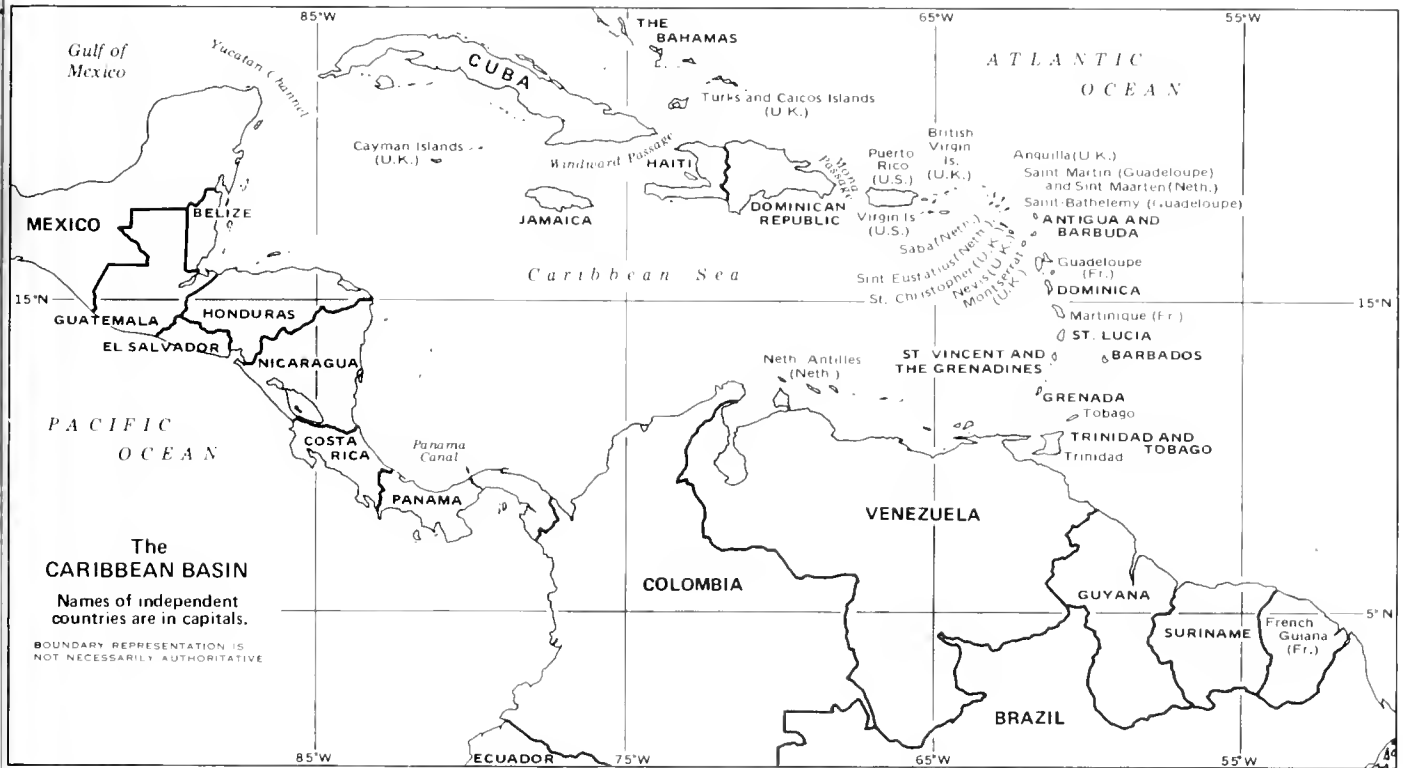 85°W
65°W
55°W
Gulf of
Mexico
Yucatan Channel
CUBA
THE
BAHAMAS
ATLANTIC
OCEAN
Turks and Caicos Islands
(U.K.)
Cayman Islands
(U.K.)
Windward Passage
HAITI
Mona
Passage
Puerto
Rico
(U.S.)
British
Virgin
Is.
(U.K.)
Anguilla (U K.)
Saint Martin (Guadeloupe)
and Sint Maarten (Neth.)
Saint-Bathelemy (Guadeloupe)
MEXICO
BELIZE
JAMAICA
DOMINICAN
REPUBLIC
Virgin Is
(U.S.)
ANTIGUA AND
BARBUDA
Saba (Neth.)
Sint Eustatius (Neth.)
St. Christopher (U.K.)
Nevis (U.K.)
Montserrat
(U.K.)
Caribbean Sea
Guadeloupe
(Fr.)
DOMINICA
15°N
15°N
GUATEMALA
HONDURAS
Martinique (Fr.)
EL SALVADOR
ST. LUCIA
NICARAGUA
Neth Antilles
(Neth.)
ST VINCENT AND
THE GRENADINES
BARBADOS
GRENADA
Tobago
PACIFIC
OCEAN
COSTA
RICA
Panama
Canal
TRINIDAD AND
TOBAGO
Trinidad
PANAMA
VENEZUELA
The
CARIBBEAN BASIN
Names of independent
countries are in capitals.
BOUNDARY REPRESENTATION IS
NOT NECESSARILY AUTHORITATIVE
COLOMBIA
GUYANA
5°N
SURINAME
French
Guiana
(Fr.)
BRAZIL
ECUADOR
85°W
75°W
65°W
55°W